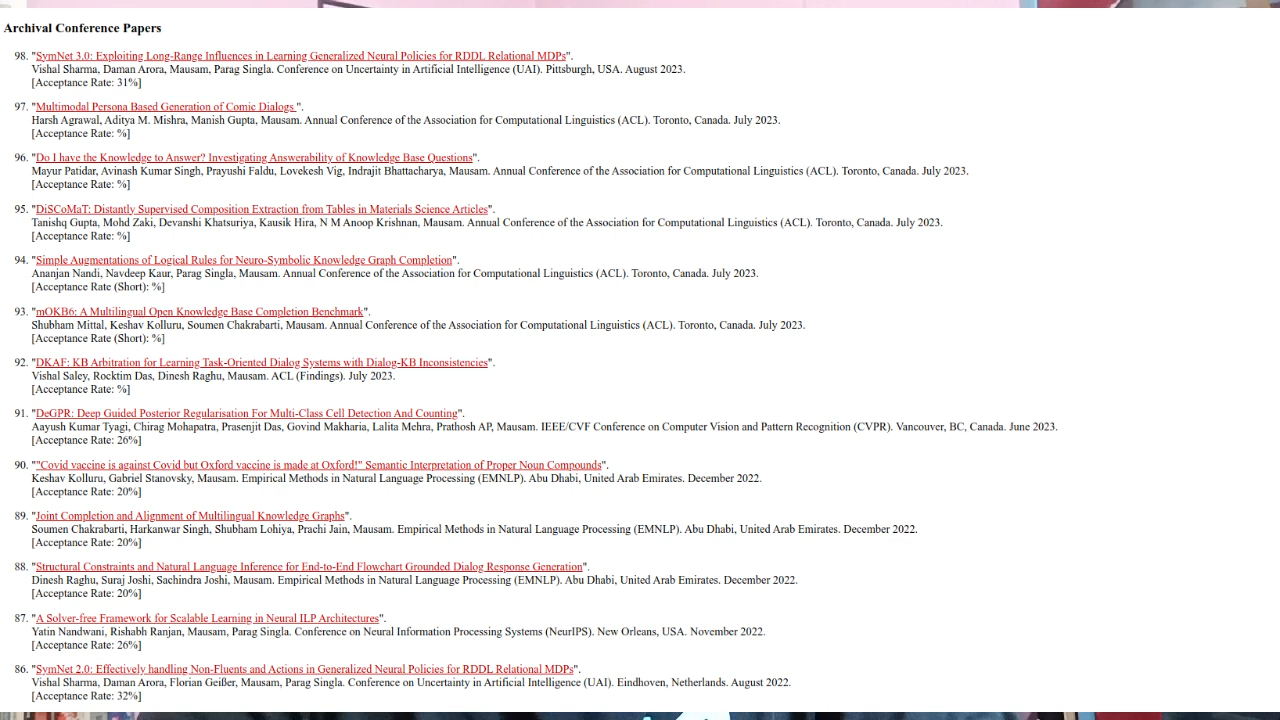 Archival Conference Papers
98. "SymNet 3.0: Exploiting Long-Range Influences in Learning Generalized Neural Policies for RDDL Relational MDPs".
Vishal Sharma, Daman Arora, Mausam, Parag Singla. Conference on Uncertainty in Artificial Intelligence (UAI). Pittsburgh, USA. August 2023.
[Acceptance Rate: 31%]
97. "Multimodal Persona Based Generation of Comic Dialogs ".
Harsh Agrawal, Aditya M. Mishra, Manish Gupta, Mausam. Annual Conference of the Association for Computational Linguistics (ACL). Toronto, Canada. July 2023.
[Acceptance Rate: %]
96. "Do I have the Knowledge to Answer? Investigating Answerability of Knowledge Base Questions".
Mayur Patidar, Avinash Kumar Singh, Prayushi Faldu, Lovekesh Vig, Indrajit Bhattacharya, Mausam. Annual Conference of the Association for Computational Linguistics (ACL). Toronto, Canada. July 2023.
[Acceptance Rate: %]
95. "DiSCoMaT: Distantly Supervised Composition Extraction from Tables in Materials Science Articles".
Tanishq Gupta, Mohd Zaki, Devanshi Khatsuriya, Kausik Hira, N M Anoop Krishnan, Mausam. Annual Conference of the Association for Computational Linguistics (ACL). Toronto, Canada. July 2023.
[Acceptance Rate: %]
94. "Simple Augmentations of Logical Rules for Neuro-Symbolic Knowledge Graph Completion".
Ananjan Nandi, Navdeep Kaur, Parag Singla, Mausam. Annual Conference of the Association for Computational Linguistics (ACL). Toronto, Canada. July 2023.
[Acceptance Rate (Short): %]
93. "mOKB6: A Multilingual Open Knowledge Base Completion Benchmark".
Shubham Mittal, Keshav Kolluru, Soumen Chakrabarti, Mausam. Annual Conference of the Association for Computational Linguistics (ACL). Toronto, Canada. July 2023.
[Acceptance Rate (Short): %]
92. "DKAF: KB Arbitration for Learning Task-Oriented Dialog Systems with Dialog-KB Inconsistencies".
Vishal Saley, Rocktim Das, Dinesh Raghu, Mausam. ACL (Findings). July 2023.
[Acceptance Rate: %]
91. "DeGPR: Deep Guided Posterior Regularisation For Multi-Class Cell Detection And Counting".
Aayush Kumar Tyagi, Chirag Mohapatra, Prasenjit Das, Govind Makharia, Lalita Mehra, Prathosh AP, Mausam. IEEE/CVF Conference on Computer Vision and Pattern Recognition (CVPR). Vancouver, BC, Canada. June 2023.
[Acceptance Rate: 26%]
90. ""Covid vaccine is against Covid but Oxford vaccine is made at Oxford!" Semantic Interpretation of Proper Noun Compounds".
Keshav Kolluru, Gabriel Stanovsky, Mausam. Empirical Methods in Natural Language Processing (EMNLP). Abu Dhabi, United Arab Emirates. December 2022.
[Acceptance Rate: 20%]
89. "Joint Completion and Alignment of Multilingual Knowledge Graphs".
Soumen Chakrabarti, Harkanwar Singh, Shubham Lohiya, Prachi Jain, Mausam. Empirical Methods in Natural Language Processing (EMNLP). Abu Dhabi, United Arab Emirates. December 2022.
[Acceptance Rate: 20%]
88. "Structural Constraints and Natural Language Inference for End-to-End Flowchart Grounded Dialog Response Generation".
Dinesh Raghu, Suraj Joshi, Sachindra Joshi, Mausam. Empirical Methods in Natural Language Processing (EMNLP). Abu Dhabi, United Arab Emirates. December 2022.
[Acceptance Rate: 20%]
87. "A Solver-free Framework for Scalable Learning in Neural ILP Architectures".
Yatin Nandwani, Rishabh Ranjan, Mausam, Parag Singla. Conference on Neural Information Processing Systems (NeurIPS). New Orleans, USA. November 2022.
[Acceptance Rate: 26%]
86. "SymNet 2.0: Effectively handling Non-Fluents and Actions in Generalized Neural Policies for RDDL Relational MDPs".
Vishal Sharma, Daman Arora, Florian Geißer, Mausam, Parag Singla. Conference on Uncertainty in Artificial Intelligence (UAI). Eindhoven, Netherlands. August 2022.
[Acceptance Rate: 32%]